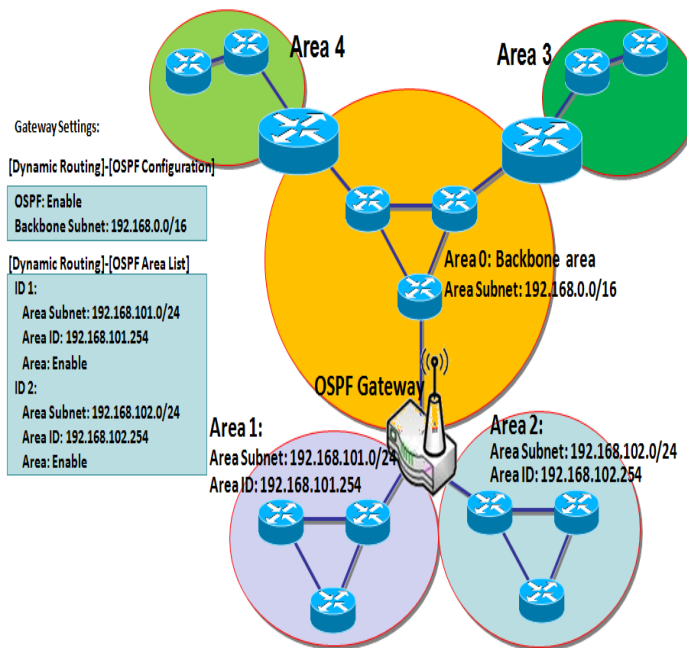 Area 4
Area 3
Gateway Settings:
[Dynamic Routing]-[OSPF Configuration]
OSPF: Enable
Backbone Subnet: 192.168.0.0/16
[Dynamic Routing]-[OSPF Area List]
ID 1:
Area Subnet: 192.168.101.0/24
Area ID: 192.168.101.254
Area: Enable
ID 2:
Area Subnet: 192.168.102.0/24
Area ID: 192.168.102.254
Area: Enable
Area 0: Backbone area
Area Subnet: 192.168.0.0/16
OSPF Gateway
Area 1:
Area Subnet: 192.168.101.0/24
Area ID: 192.168.101.254
Area 2:
Area Subnet: 192.168.102.0/24
Area ID: 192.168.102.254